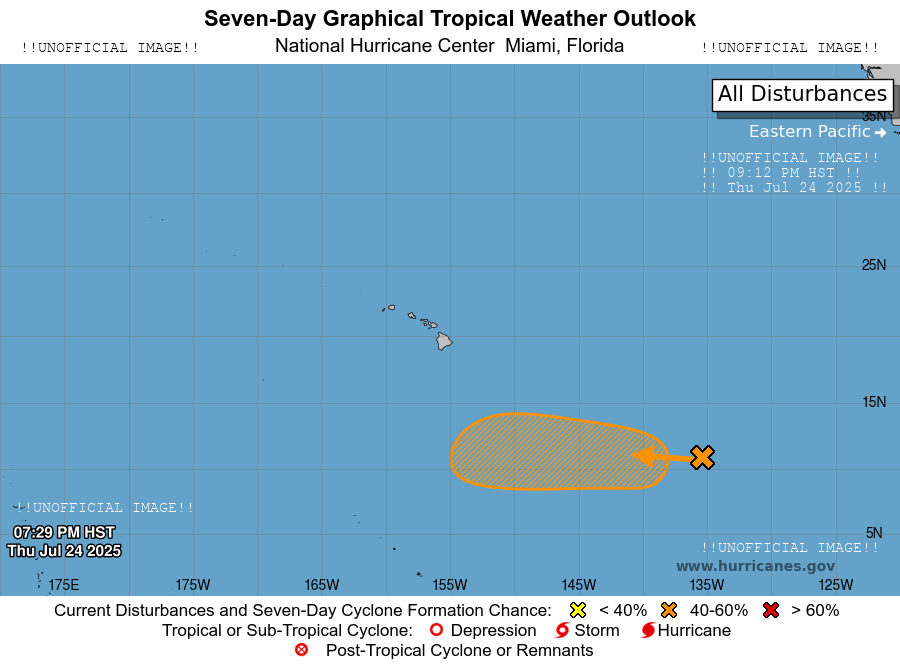 Seven-Day Graphical Tropical Weather Outlook
National Hurricane Center Miami, Florida
!!UNOFFICIAL IMAGE!!
!!UNOFFICIAL IMAGE!!
All Disturbances
35N
Eastern Pacific
!!UNOFFICIAL IMAGE!!
!! 09:12 PM HST !!
!! Thu Jul 24 2025 !!
25N
15N
!!UNOFFICIAL IMAGE!!
07:29 PM HST
Thu Jul 24 2025
5N
!!UNOFFICIAL IMAGE!!
www.hurricanes.gov
175E 175W 165W 155W 145W 135W 125W
Current Disturbances and Seven-Day Cyclone Formation Chance: < 40% 40-60% > 60%
Tropical or Sub-Tropical Cyclone: Depression Storm Hurricane
Post-Tropical Cyclone or Remnants